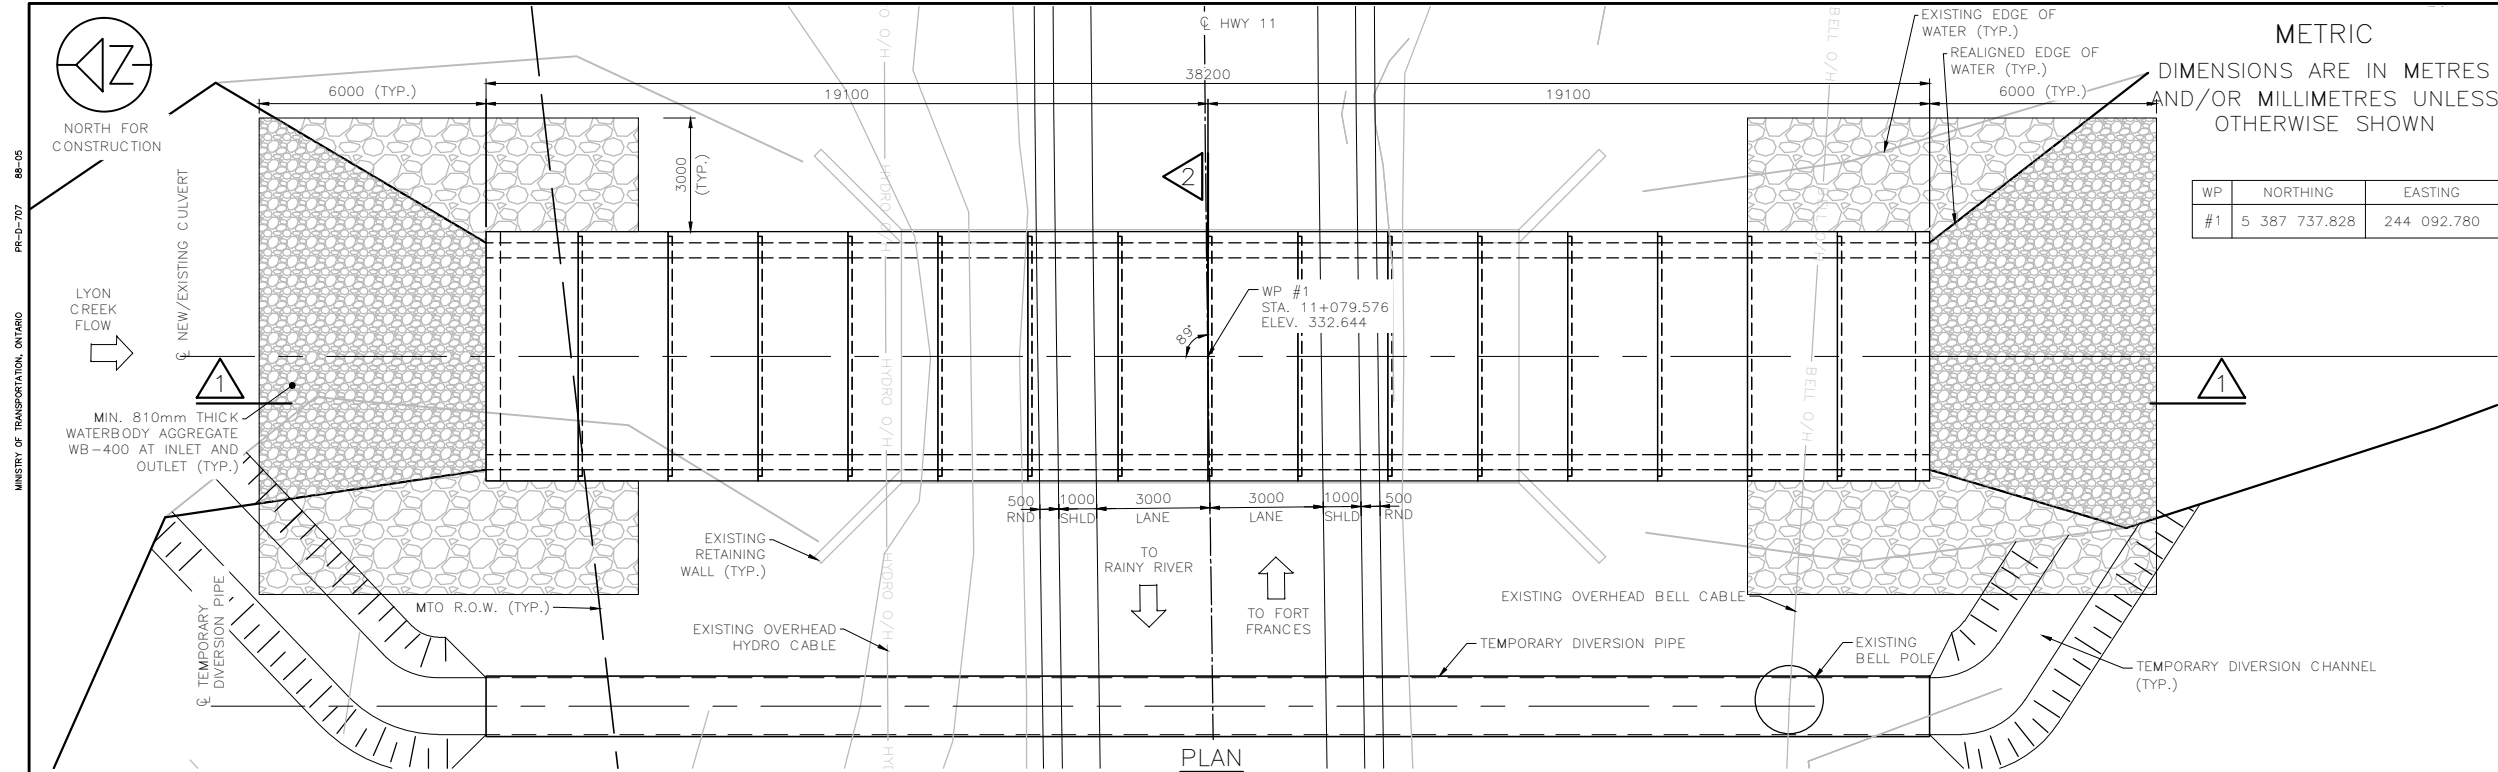 NORTH FOR
CONSTRUCTION
MINISTRY OF TRANSPORTATION, ONTARIO
PR-D-707
88-05
6000 (TYP.)
38200
19100
19100
6000 (TYP.)
℄ HWY 11
O O/H
BELL O/H
EXISTING EDGE OF
WATER (TYP.)
REALIGNED EDGE OF
WATER (TYP.)
METRIC
DIMENSIONS ARE IN METRES
AND/OR MILLIMETRES UNLESS
OTHERWISE SHOWN
WP NORTHING EASTING
#1 5 387 737.828 244 092.780
3000
(TYP.)
2
℄ NEW/EXISTING CULVERT
LYON
CREEK
FLOW
1
MIN. 810mm THICK
WATERBODY AGGREGATE
WB-400 AT INLET AND
OUTLET (TYP.)
89°
WP #1
STA. 11+079.576
ELEV. 332.644
HYDRO O/H
HYDRO O/H
BELL O/H
1
500
RND
1000
SHLD
3000
LANE
3000
LANE
1000
SHLD
500
RND
EXISTING
RETAINING
WALL (TYP.)
TO
RAINY RIVER
TO FORT
FRANCES
HYDRO O/H
MTO R.O.W. (TYP.)
EXISTING OVERHEAD
HYDRO CABLE
EXISTING OVERHEAD BELL CABLE
TEMPORARY DIVERSION PIPE
EXISTING
BELL POLE
TEMPORARY DIVERSION CHANNEL
(TYP.)
℄ TEMPORARY
DIVERSION PIPE
PLAN